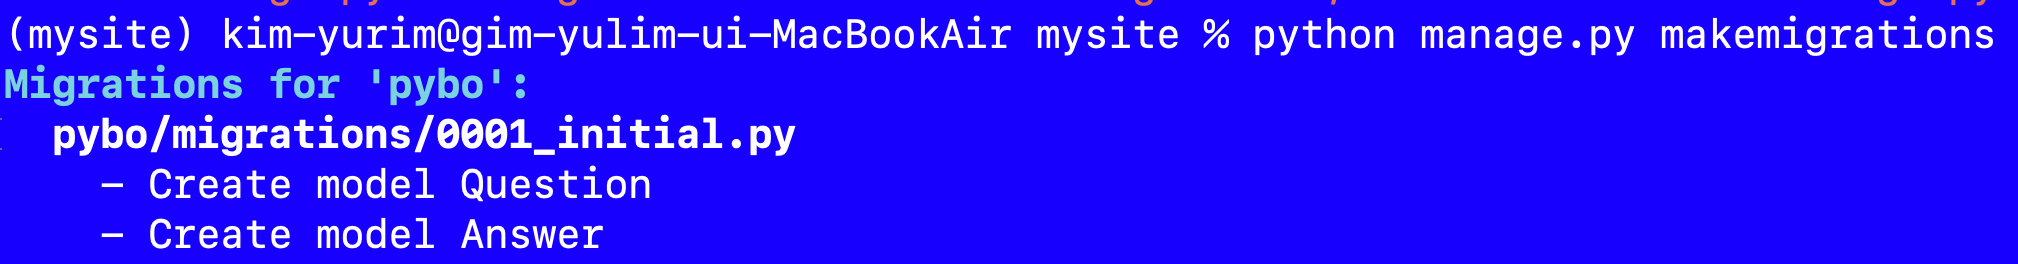 (mysite) kim-yurim@gim-yulim-ui-MacBookAir mysite % python manage.py makemigrations
Migrations for 'pybo':
pybo/migrations/0001_initial.py
- Create model Question
- Create model Answer